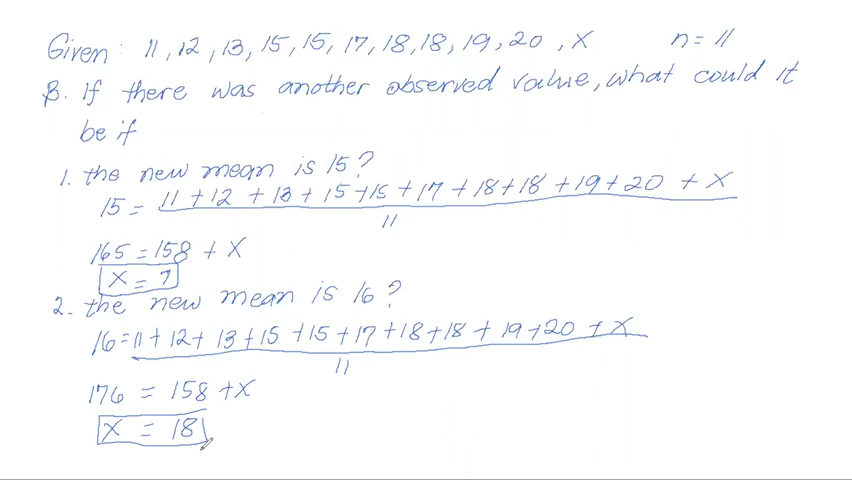 Given: 11, 12, 13, 15, 15, 17, 18, 18, 19, 20, x n = 11
B. If there was another observed value, what could it
be if
1. the new mean is 15?
15 = 11 + 12 + 13 + 15 + 15 + 17 + 18 + 18 + 19 + 20 + x
11
165 = 158 + x
x = 7
2. the new mean is 16?
16 = 11 + 12 + 13 + 15 + 15 + 17 + 18 + 18 + 19 + 20 + x
11
176 = 158 + x
x = 18